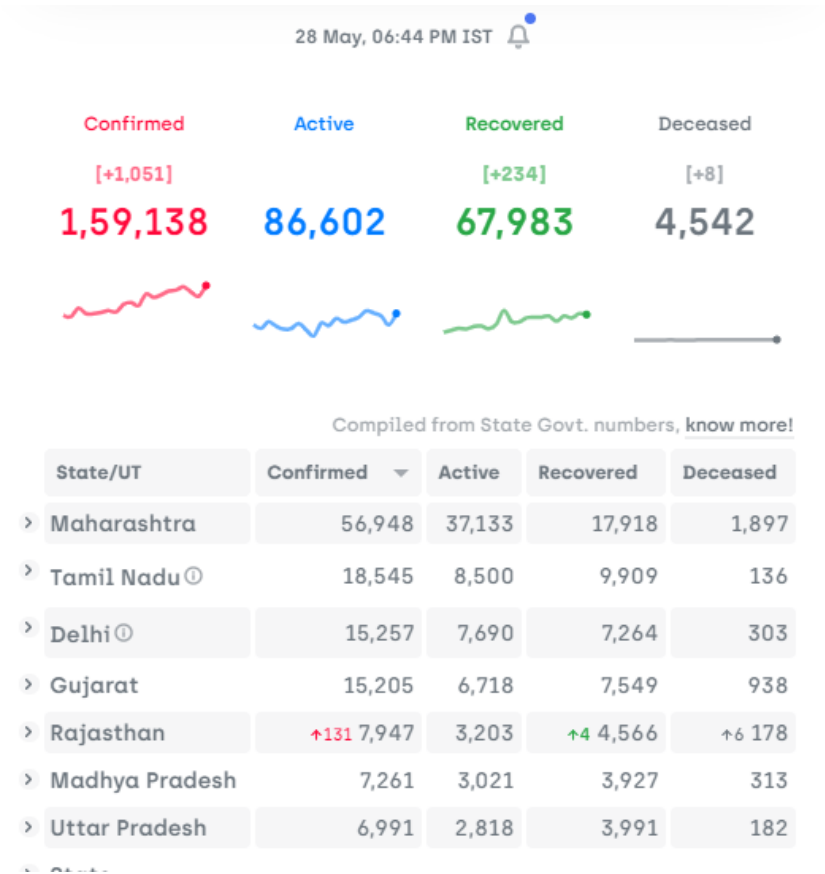 28 May, 06:44 PM IST
Confirmed Active Recovered Deceased
[+1,051] [+234] [+8]
1,59,138 86,602 67,983 4,542
Compiled from State Govt. numbers, know more!
State/UT Confirmed Active Recovered Deceased
Maharashtra 56,948 37,133 17,918 1,897
Tamil Nadu 18,545 8,500 9,909 136
Delhi 15,257 7,690 7,264 303
Gujarat 15,205 6,718 7,549 938
Rajasthan ↑131 7,947 3,203 ↑4 4,566 ↑6 178
Madhya Pradesh 7,261 3,021 3,927 313
Uttar Pradesh 6,991 2,818 3,991 182